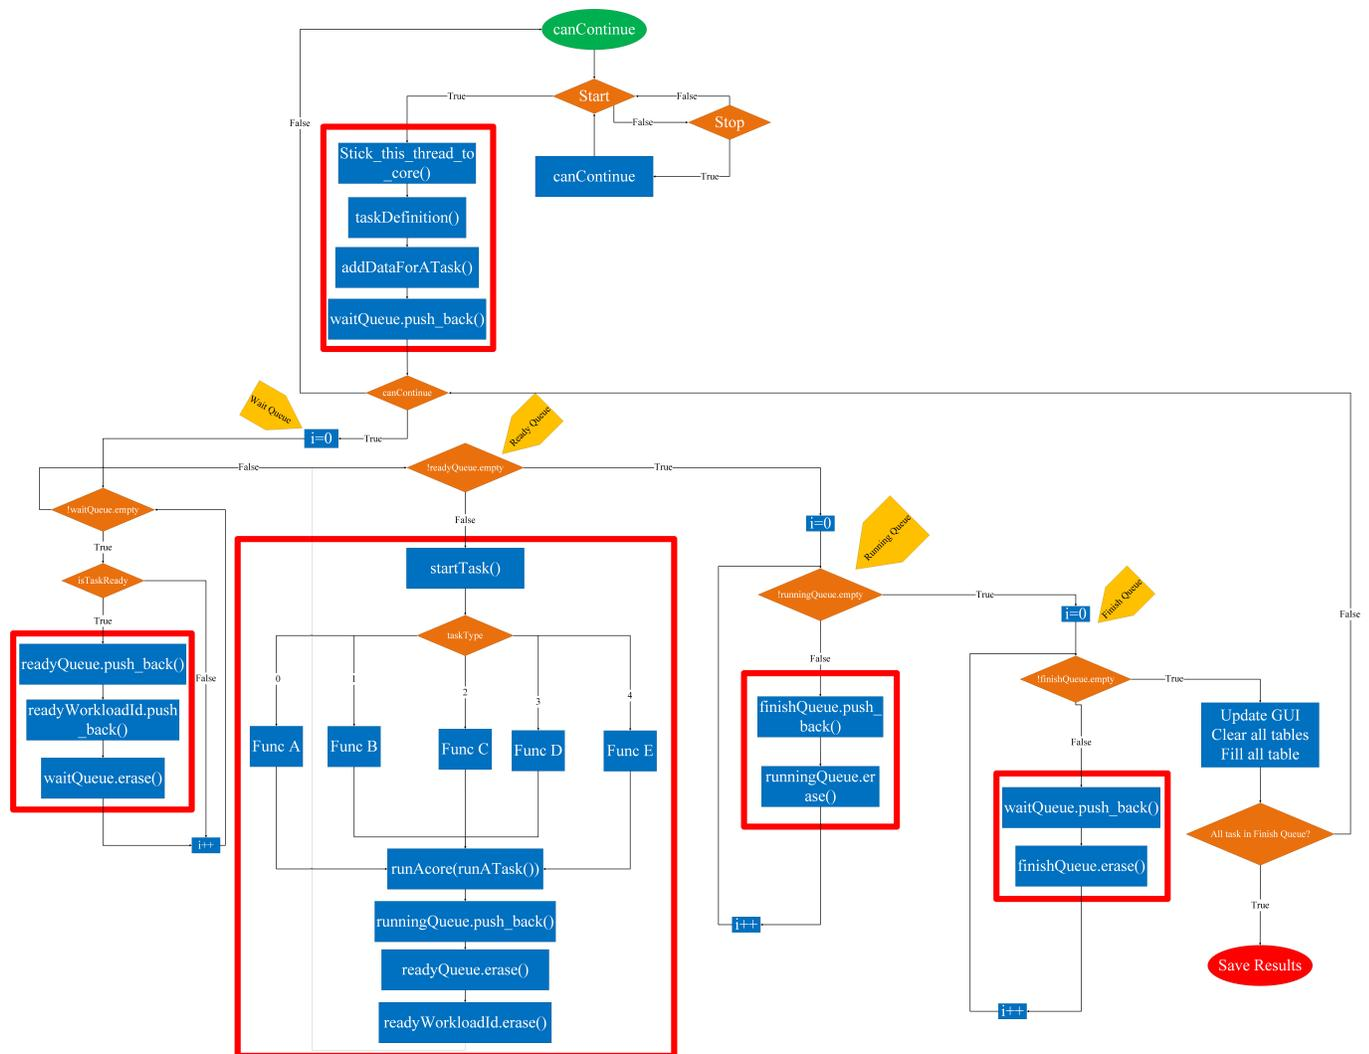 canContinue
Start
True
False
False
Stop
False
canContinue
True
Stick_this_thread_to
_core()
taskDefinition()
addDataForATask()
waitQueue.push_back()
canContinue
Wait Queue
i=0
True
Ready Queue
False
!readyQueue.empty
True
!waitQueue.empty
False
i=0
Running Queue
True
isTaskReady
startTask()
!runningQueue.empty
True
i=0
Finish Queue
False
True
taskType
readyQueue.push_back()
False
0
1
2
3
4
False
!finishQueue.empty
True
readyWorkloadId.push
_back()
Func A
Func B
Func C
Func D
Func E
finishQueue.push_
back()
Update GUI
Clear all tables
Fill all table
False
waitQueue.erase()
runningQueue.er
ase()
waitQueue.push_back()
All task in Finish Queue?
i++
runAcore(runATask())
finishQueue.erase()
True
runningQueue.push_back()
i++
readyQueue.erase()
Save Results
readyWorkloadId.erase()
i++